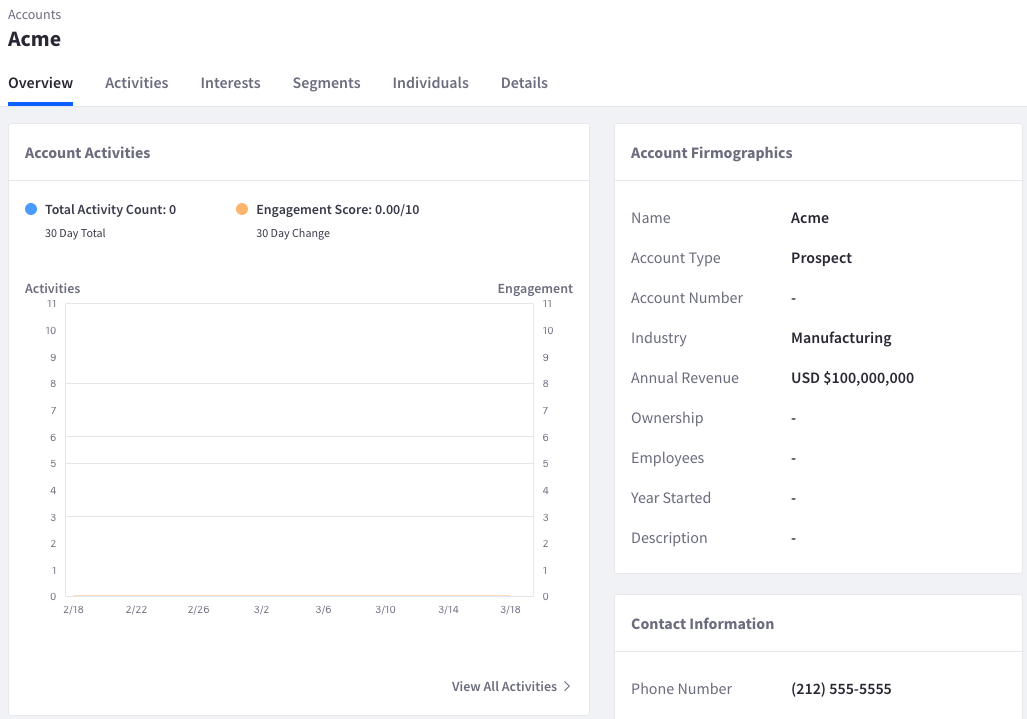 Accounts
Acme
Overview Activities Interests Segments Individuals Details
Account Activities
Total Activity Count: 0 Engagement Score: 0.00/10
30 Day Total 30 Day Change
Activities Engagement
11 11
10 10
9 9
8 8
7 7
6 6
5 5
4 4
3 3
2 2
1 1
0 0
2/18 2/22 2/26 3/2 3/6 3/10 3/14 3/18
View All Activities
Account Firmographics
Name Acme
Account Type Prospect
Account Number -
Industry Manufacturing
Annual Revenue USD $100,000,000
Ownership -
Employees -
Year Started -
Description -
Contact Information
Phone Number (212) 555-5555